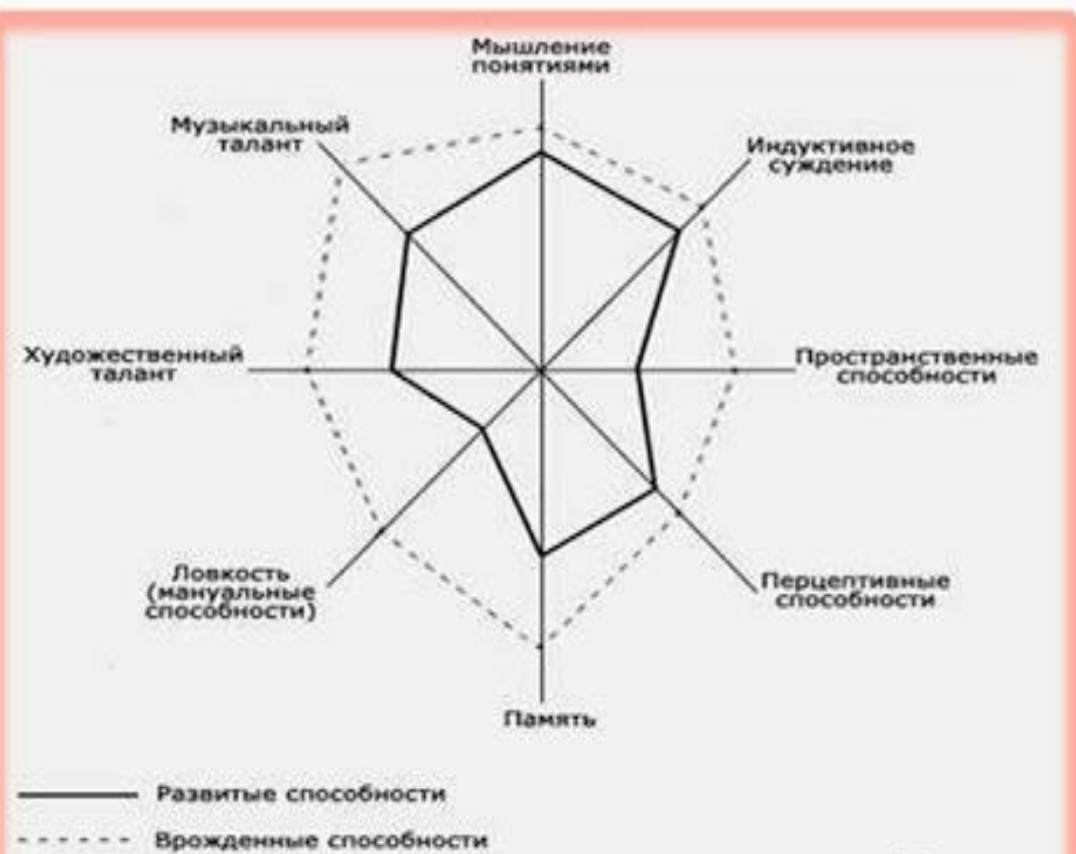 Мышление
понятиями
Музыкальный
талант
Индуктивное
суждение
Художественный
талант
Пространственные
способности
Ловкость
(мануальные
способности)
Перцептивные
способности
Память
Развитые способности
Врожденные способности